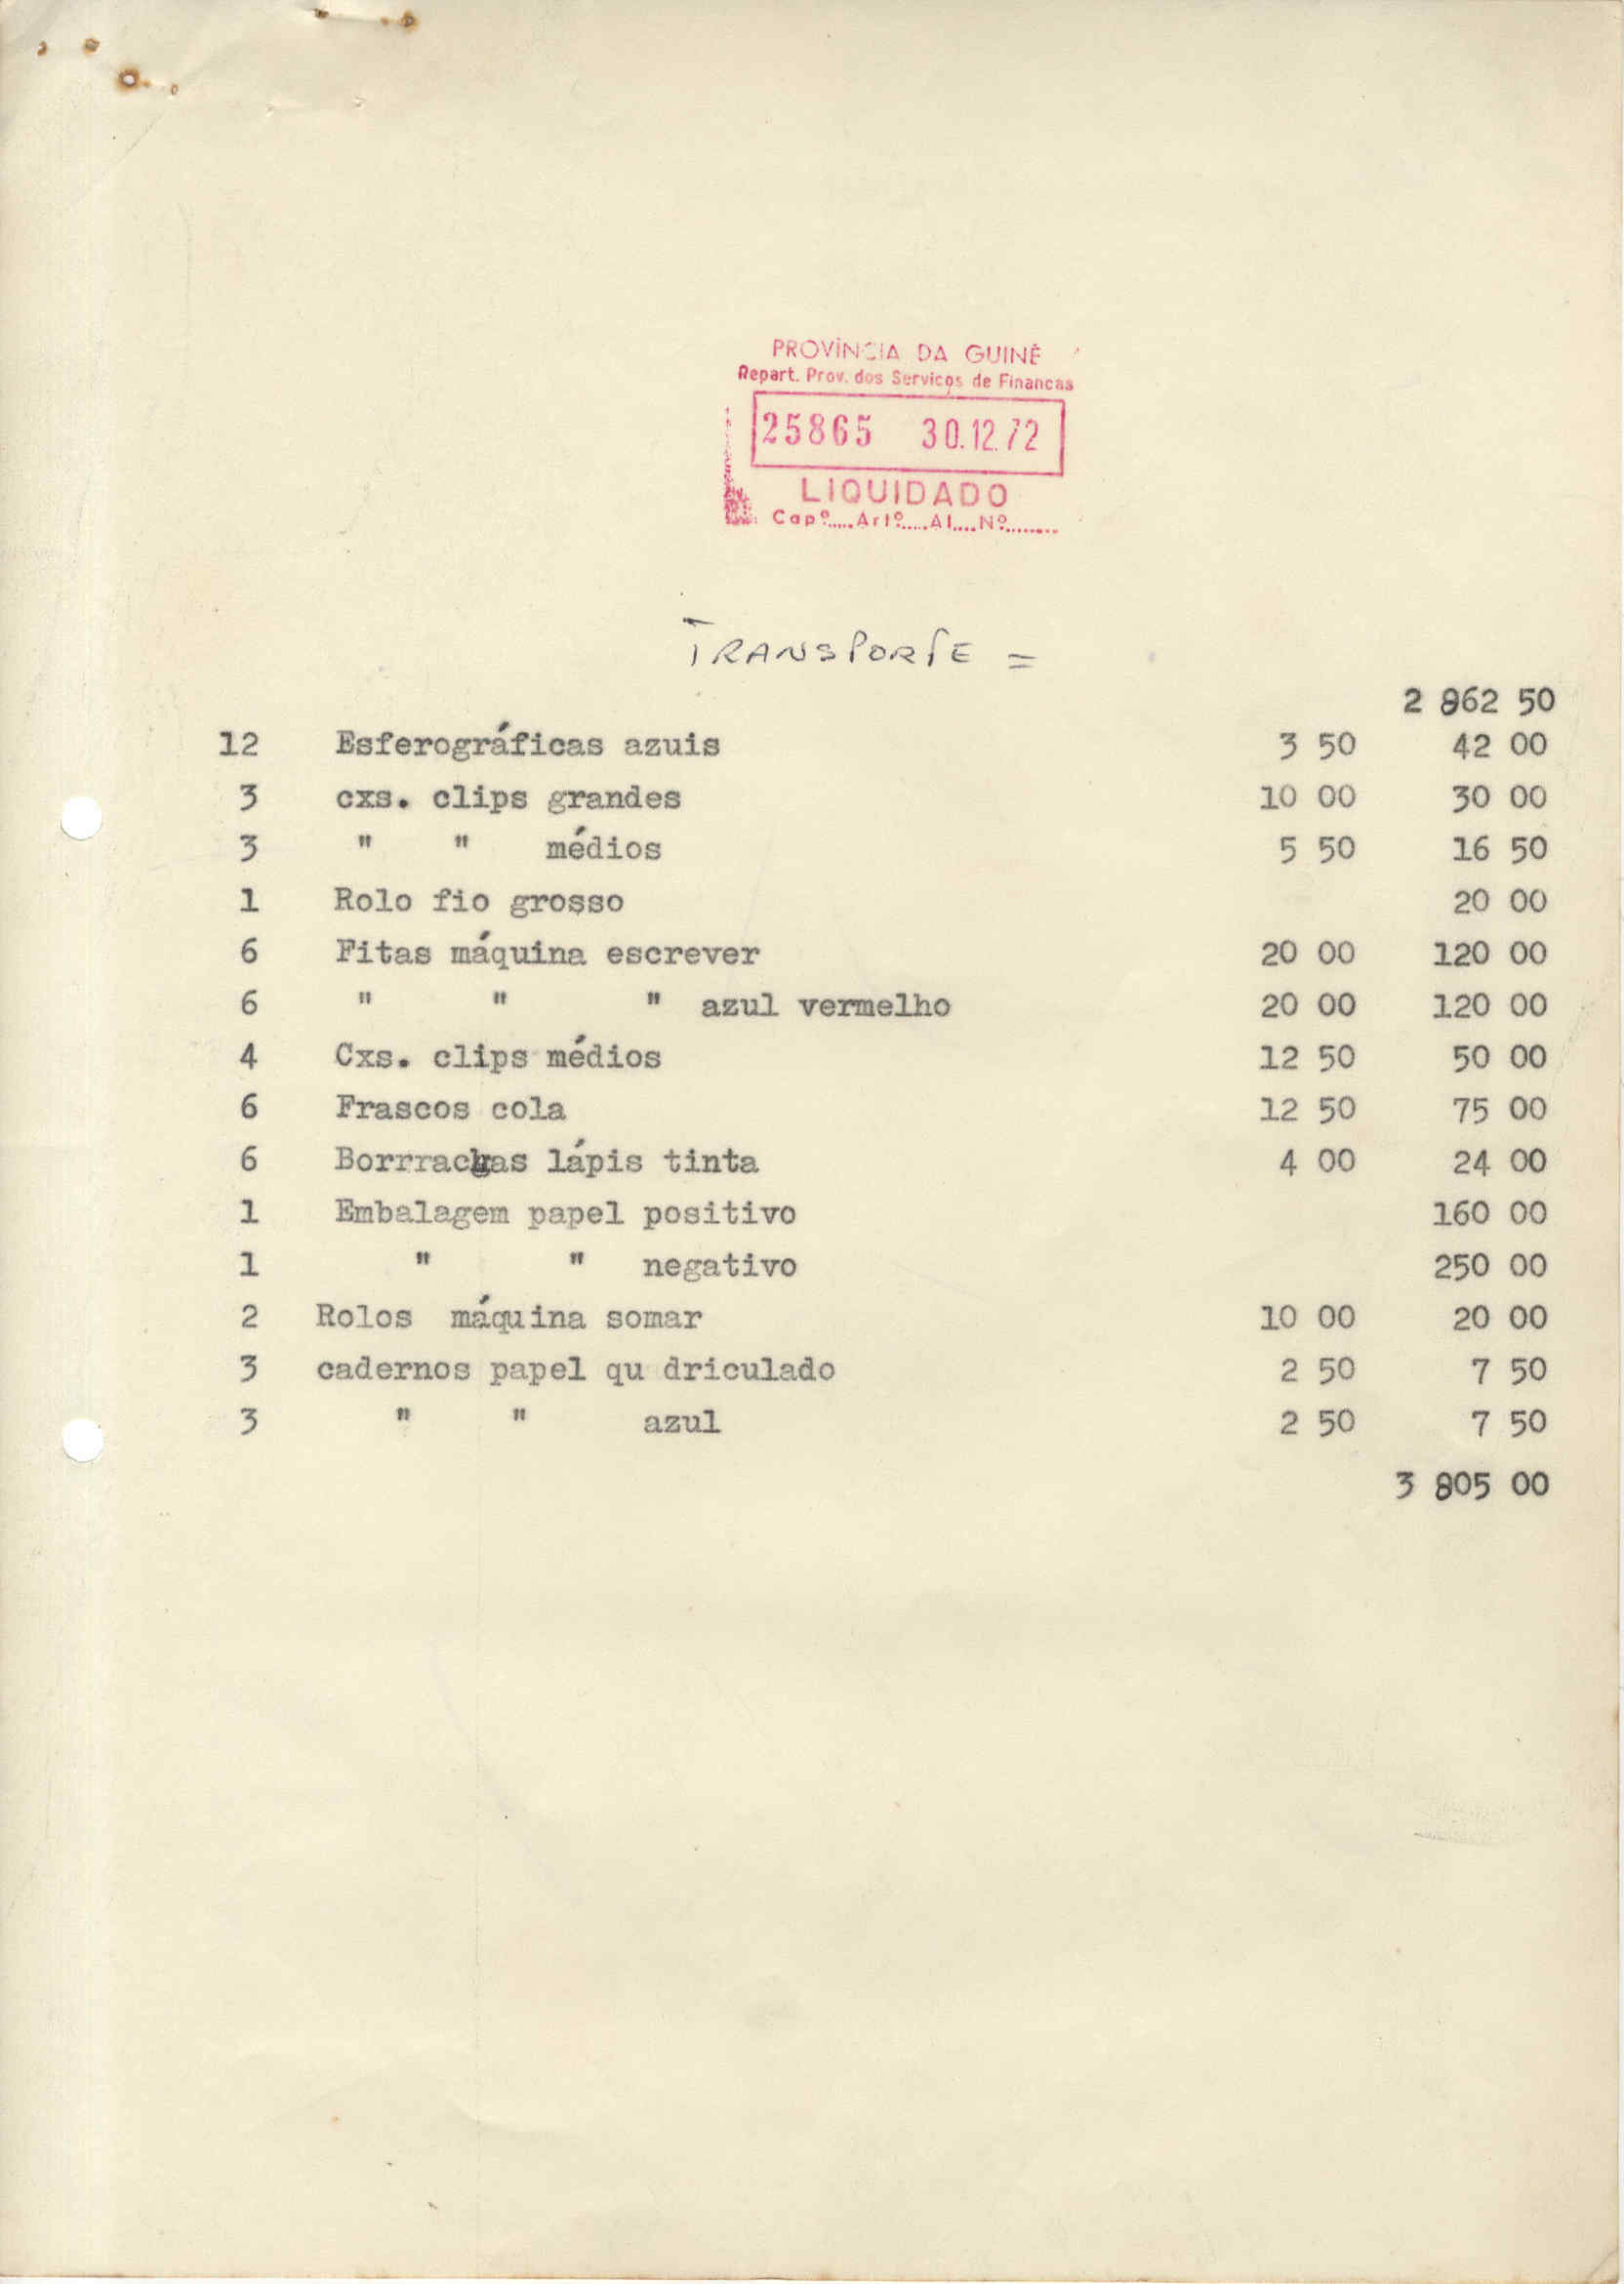 PROVÍNCIA DA GUINÉ
Repart. Prov. dos Serviços de Finanças
25865 30.12.72
LIQUIDADO
Capº.....Artº.....Al....Nº........
TRANSPORTE =
2 862 50
12 Esferográficas azuis 3 50 42 00
3 cxs. clips grandes 10 00 30 00
3 " " médios 5 50 16 50
1 Rolo fio grosso 20 00
6 Fitas máquina escrever 20 00 120 00
6 " " " azul vermelho 20 00 120 00
4 Cxs. clips médios 12 50 50 00
6 Frascos cola 12 50 75 00
6 Borrrachas lápis tinta 4 00 24 00
1 Embalagem papel positivo 160 00
1 " " negativo 250 00
2 Rolos máquina somar 10 00 20 00
3 cadernos papel qu driculado 2 50 7 50
3 " " azul 2 50 7 50
3 805 00